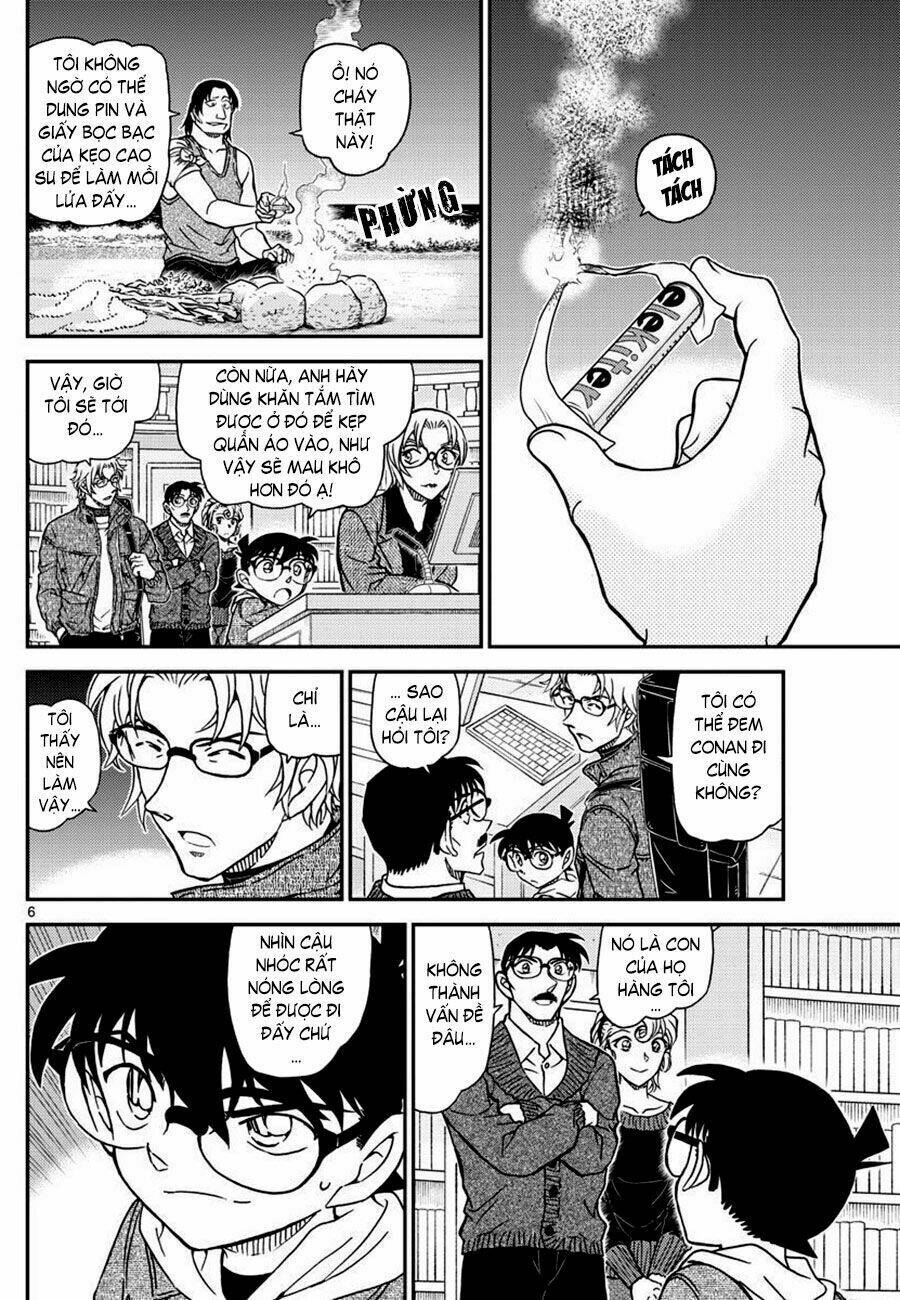 TÁCH
TÁCH
elekitek
Ồ! NÓ
CHÁY
THẬT
NÀY!
PHỪNG
TÔI KHÔNG
NGỜ CÓ THỂ
DUNG PIN VÀ
GIẤY BỌC BẠC
CỦA KẸO CAO
SU ĐỂ LÀM MỒI
LỬA ĐẤY...
CÒN NỮA, ANH HÃY
DÙNG KHĂN TẮM TÌM
ĐƯỢC Ở ĐÓ ĐỂ KẸP
QUẦN ÁO VÀO, NHƯ
VẬY SẼ MAU KHÔ
HƠN ĐÓ Ạ!
VẬY, GIỜ
TÔI SẼ TỚI
ĐÓ...
TÔI CÓ
THỂ ĐEM
CONAN ĐI
CÙNG
KHÔNG?
... SAO
CẬU LẠI
HỎI TÔI?
CHỈ
LÀ...
TÔI
THẤY
NÊN
LÀM
VẬY...
NÓ LÀ CON
CỦA HỌ
HÀNG TÔI
...
KHÔNG
THÀNH
VẤN ĐỀ
ĐÂU...
NHÌN CẬU
NHÓC RẤT
NÓNG LÒNG
ĐỂ ĐƯỢC ĐI
ĐẤY CHỨ
...
6